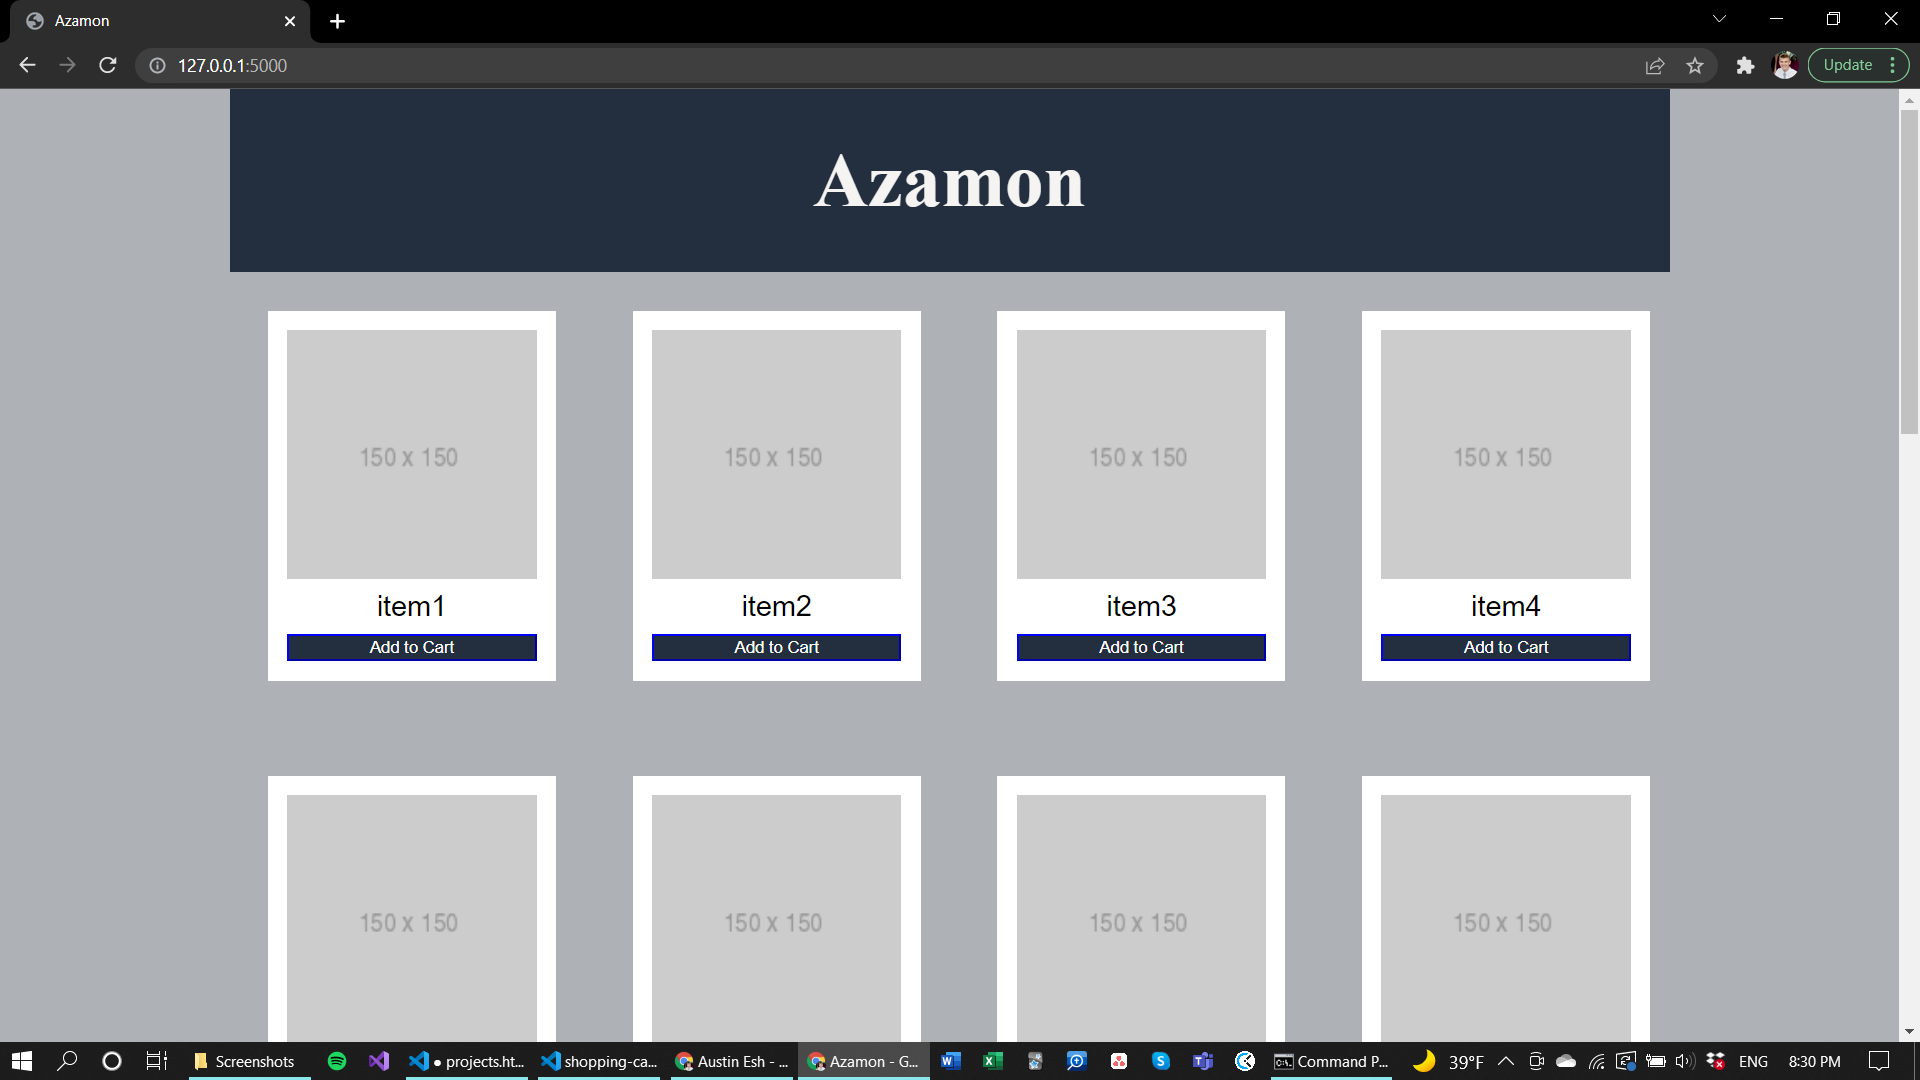 Azamon
127.0.0.1:5000
Update
Azamon
150 x 150 150 x 150 150 x 150 150 x 150
item1 item2 item3 item4
Add to Cart Add to Cart Add to Cart Add to Cart
150 x 150 150 x 150 150 x 150 150 x 150
Screenshots ● projects.ht... shopping-ca... Austin Esh - ... Azamon - G... Command P... 39°F ENG 8:30 PM